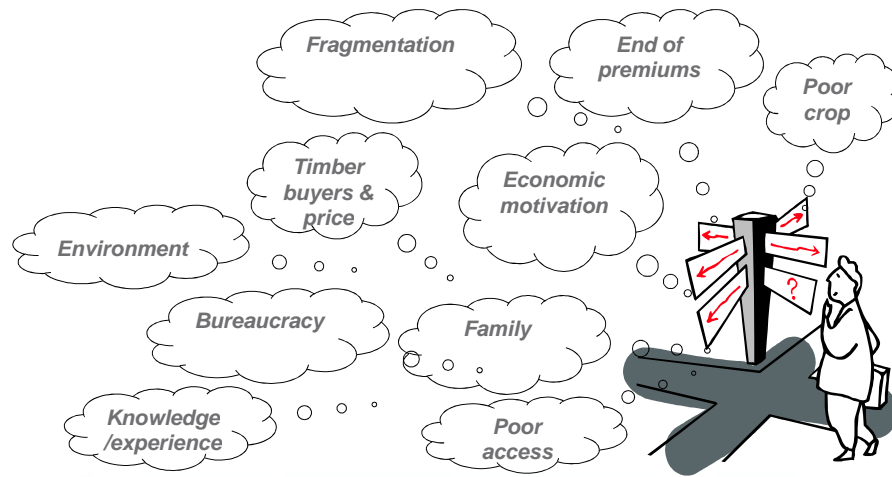 Fragmentation
End of
premiums
Poor
crop
Timber
buyers &
price
Economic
motivation
Environment
Bureaucracy
Family
?
Knowledge
/experience
Poor
access